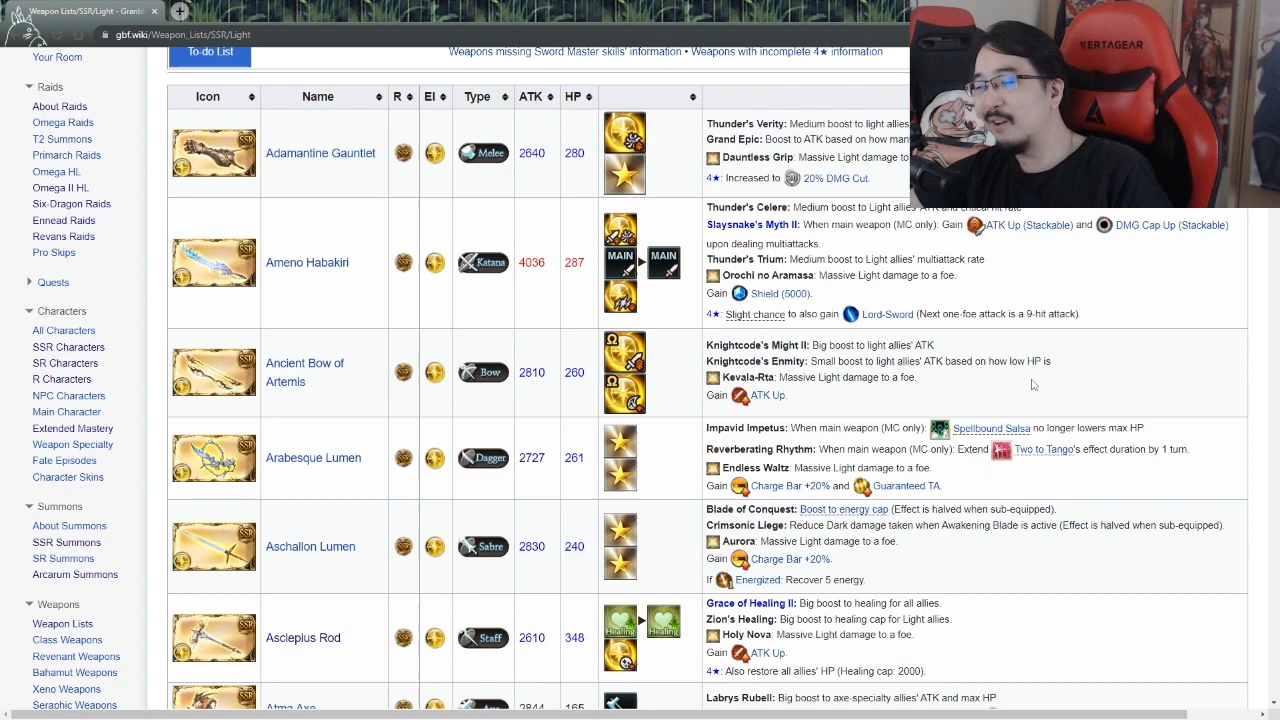 Weapon Lists/SSR/Light - Granbl
gbf.wiki/Weapon_Lists/SSR/Light
VERTAGEAR
Your Room
Raids
About Raids
Omega Raids
T2 Summons
Primarch Raids
Omega HL
Omega II HL
Six-Dragon Raids
Ennead Raids
Revans Raids
Pro Skips
Quests
Characters
All Characters
SSR Characters
SR Characters
R Characters
NPC Characters
Main Character
Extended Mastery
Weapon Specialty
Fate Episodes
Character Skins
Summons
About Summons
SSR Summons
SR Summons
Arcarum Summons
Weapons
Weapon Lists
Class Weapons
Revenant Weapons
Bahamut Weapons
Xeno Weapons
Seraphic Weapons
To-do List
Weapons missing Sword Master skills' information • Weapons with incomplete 4★ information
Icon Name R El Type ATK HP
SSR Adamantine Gauntlet Melee 2640 280
Thunder's Verity: Medium boost to light allies
Grand Epic: Boost to ATK based on how man
Dauntless Grip: Massive Light damage to
4★: Increased to 20% DMG Cut.
SSR Ameno Habakiri Katana 4036 287 MAIN MAIN
Thunder's Celere: Medium boost to Light allies' ATK and critical hit rate
Slaysnake's Myth II: When main weapon (MC only): Gain ATK Up (Stackable) and DMG Cap Up (Stackable)
upon dealing multiattacks.
Thunder's Trium: Medium boost to Light allies' multiattack rate
Orochi no Aramasa: Massive Light damage to a foe.
Gain Shield (5000).
4★: Slight chance to also gain Lord-Sword (Next one-foe attack is a 9-hit attack)
SSR Ancient Bow of Artemis Bow 2810 260 Ω Ω
Knightcode's Might II: Big boost to light allies' ATK
Knightcode's Enmity: Small boost to light allies' ATK based on how low HP is
Kevala-Rta: Massive Light damage to a foe.
Gain ATK Up.
SSR Arabesque Lumen Dagger 2727 261
Impavid Impetus: When main weapon (MC only): Spellbound Salsa no longer lowers max HP
Reverberating Rhythm: When main weapon (MC only): Extend Two to Tango's effect duration by 1 turn.
Endless Waltz: Massive Light damage to a foe.
Gain Charge Bar +20% and Guaranteed TA.
SSR Aschallon Lumen Sabre 2830 240
Blade of Conquest: Boost to energy cap (Effect is halved when sub-equipped).
Crimsonic Liege: Reduce Dark damage taken when Awakening Blade is active (Effect is halved when sub-equipped).
Aurora: Massive Light damage to a foe.
Gain Charge Bar +20%.
If Energized: Recover 5 energy.
SSR Asclepius Rod Staff 2610 348 Healing Healing
Grace of Healing II: Big boost to healing for all allies.
Zion's Healing: Big boost to healing cap for Light allies.
Holy Nova: Massive Light damage to a foe.
Gain ATK Up.
4★: Also restore all allies' HP (Healing cap: 2000).
SSR Atma Axe Axe 2844 165
Labrys Rubell: Big boost to axe-specialty allies' ATK and max HP